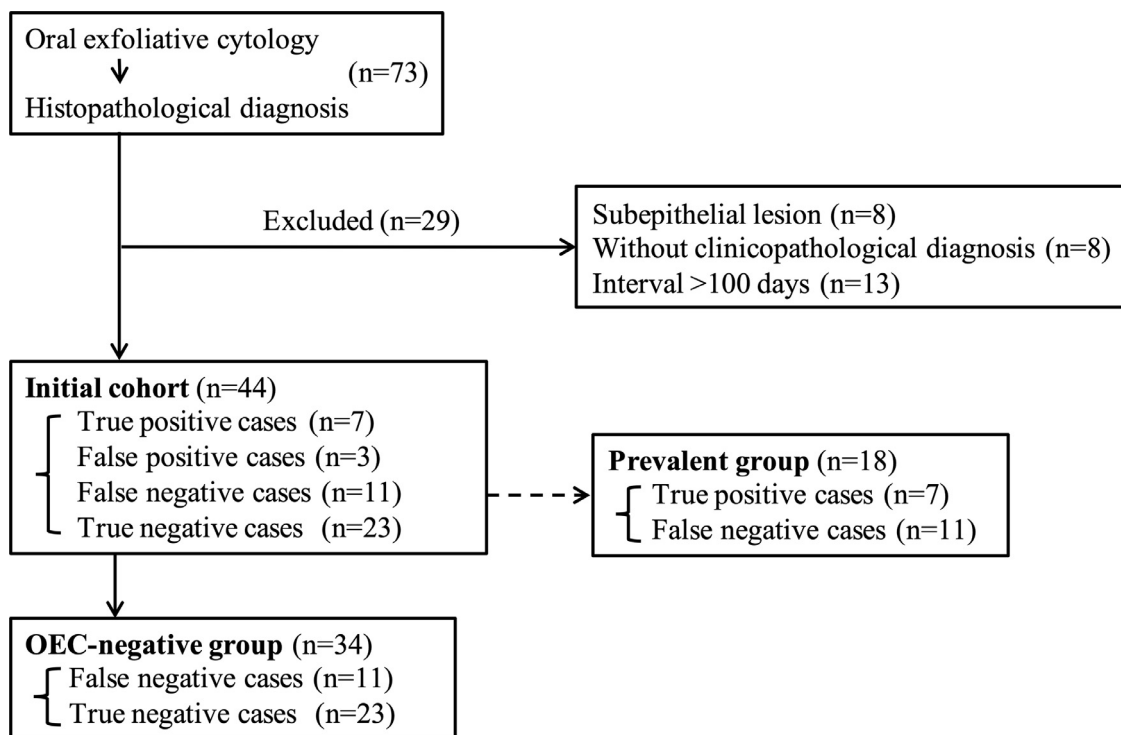 Oral exfoliative cytology
(n=73)
Histopathological diagnosis
Excluded (n=29)
Subepithelial lesion (n=8)
Without clinicopathological diagnosis (n=8)
Interval >100 days (n=13)
Initial cohort (n=44)
True positive cases (n=7)
False positive cases (n=3)
False negative cases (n=11)
True negative cases (n=23)
Prevalent group (n=18)
True positive cases (n=7)
False negative cases (n=11)
OEC-negative group (n=34)
False negative cases (n=11)
True negative cases (n=23)